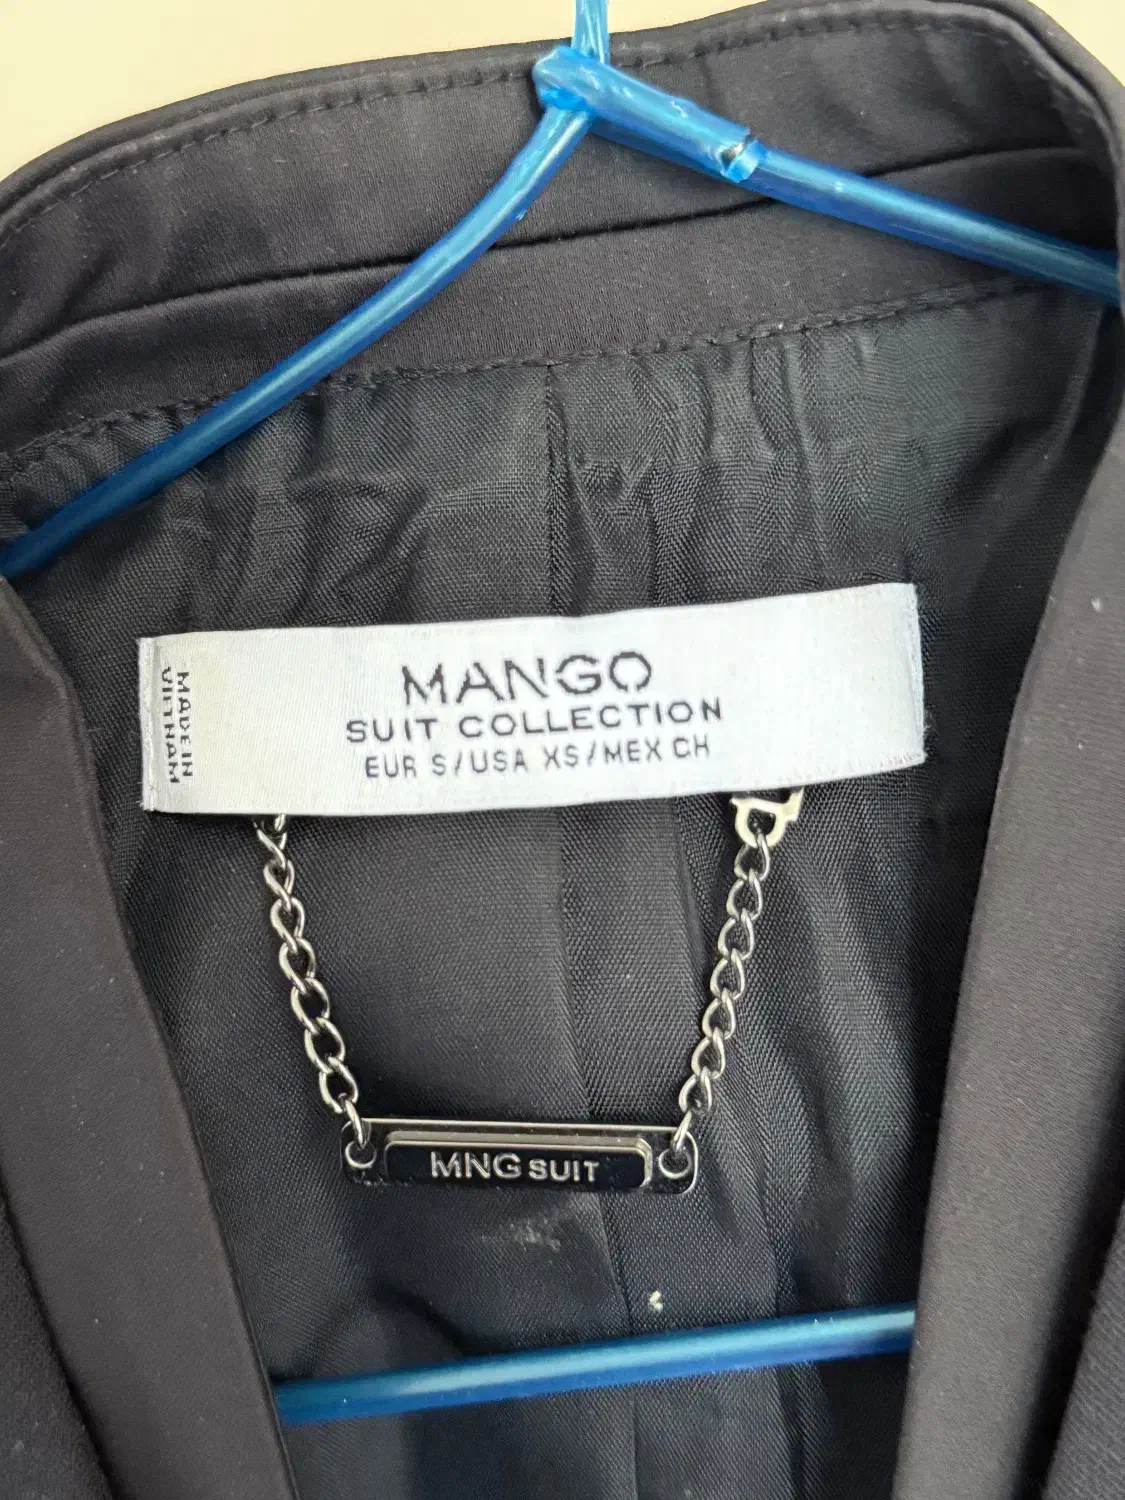 MANGO
SUIT COLLECTION
EUR S/USA XS/MEX CH
MADE IN
VIETNAM
MNG SUIT